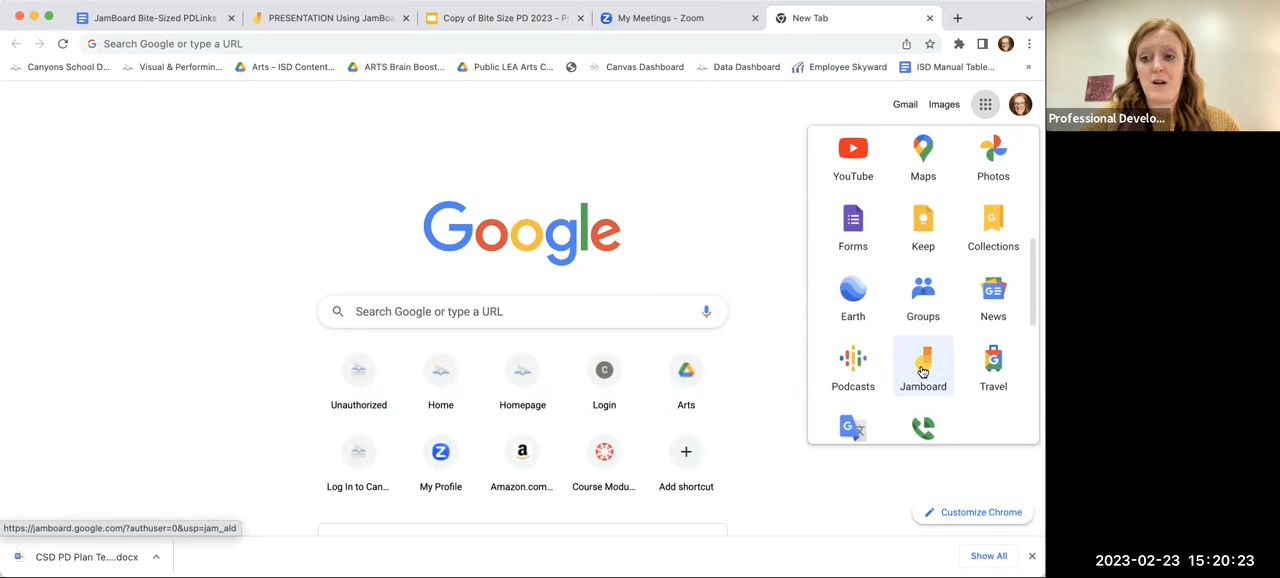 JamBoard Bite-Sized PDLinks
PRESENTATION Using JamBoa
Copy of Bite Size PD 2023 - P
My Meetings - Zoom
New Tab
Search Google or type a URL
Canyons School D...
Visual & Performin...
Arts - ISD Content...
ARTS Brain Boost...
Public LEA Arts C...
Canvas Dashboard
Data Dashboard
Employee Skyward
ISD Manual Table...
»
Gmail
Images
Professional Develo...
YouTube
Maps
Photos
Forms
Keep
Collections
Earth
Groups
News
Podcasts
Jamboard
Travel
Google
Search Google or type a URL
Unauthorized
Home
Homepage
Login
Arts
Log In to Can...
My Profile
Amazon.com...
Course Modu...
Add shortcut
Customize Chrome
https://jamboard.google.com/?authuser=0&usp=jam_ald
CSD PD Plan Te....docx
Show All
2023-02-23 15:20:23